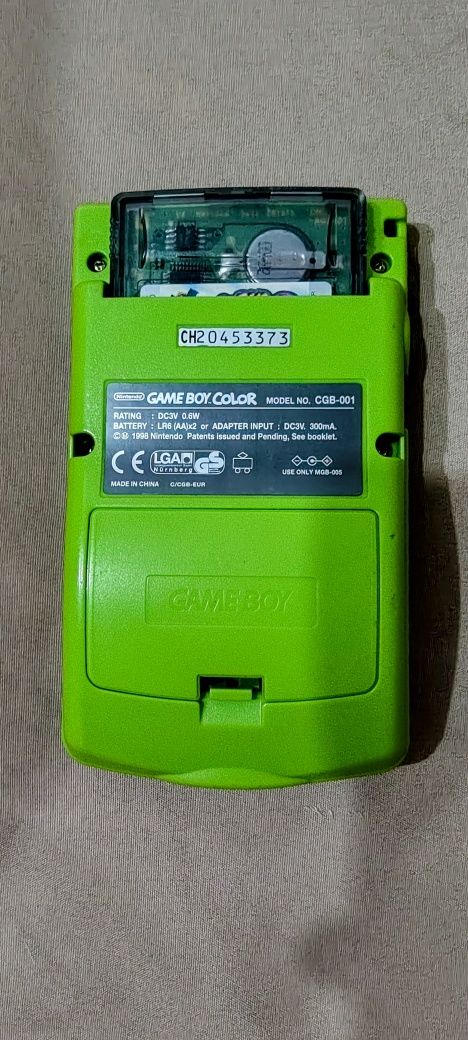 CH20453373
Nintendo GAME BOY COLOR MODEL NO. CGB-001
RATING : DC3V 0.6W
BATTERY : LR6 (AA)x2 or ADAPTER INPUT : DC3V. 300mA.
©Ⓜ 1998 Nintendo Patents issued and Pending, See booklet.
CE LGA Nürnberg GS
USE ONLY MGB-005
MADE IN CHINA C/CGB-EUR
GAME BOY